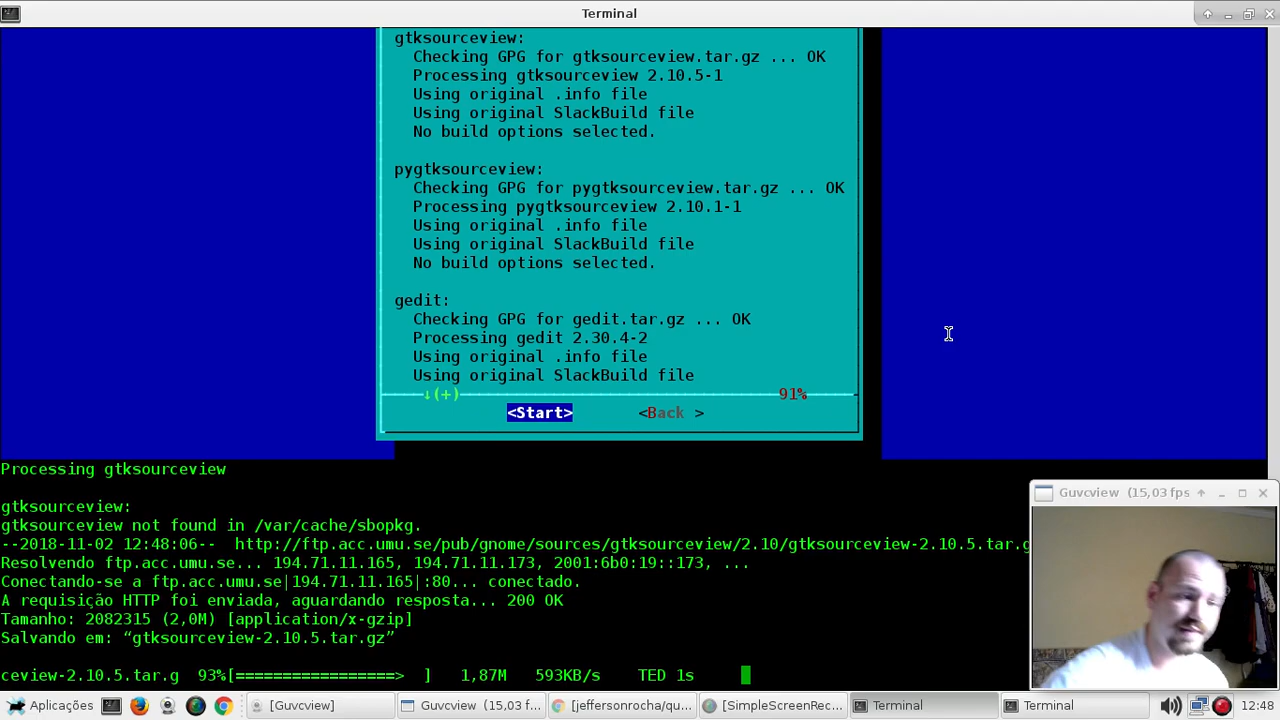 Terminal
gtksourceview:
Checking GPG for gtksourceview.tar.gz ... OK
Processing gtksourceview 2.10.5-1
Using original .info file
Using original SlackBuild file
No build options selected.
pygtksourceview:
Checking GPG for pygtksourceview.tar.gz ... OK
Processing pygtksourceview 2.10.1-1
Using original .info file
Using original SlackBuild file
No build options selected.
gedit:
Checking GPG for gedit.tar.gz ... OK
Processing gedit 2.30.4-2
Using original .info file
Using original SlackBuild file
↓(+) 91%
<Start> <Back >
Processing gtksourceview
gtksourceview:
gtksourceview not found in /var/cache/sbopkg.
--2018-11-02 12:48:06-- http://ftp.acc.umu.se/pub/gnome/sources/gtksourceview/2.10/gtksourceview-2.10.5.tar.g
Resolvendo ftp.acc.umu.se... 194.71.11.165, 194.71.11.173, 2001:6b0:19::173, ...
Conectando-se a ftp.acc.umu.se|194.71.11.165|:80... conectado.
A requisição HTTP foi enviada, aguardando resposta... 200 OK
Tamanho: 2082315 (2,0M) [application/x-gzip]
Salvando em: “gtksourceview-2.10.5.tar.gz”
ceview-2.10.5.tar.g 93%[=================> ] 1,87M 593KB/s TED 1s
Guvcview (15,03 fps
Aplicações [Guvcview] Guvcview (15,03 f... [jeffersonrocha/qu... [SimpleScreenRec... Terminal Terminal 12:48